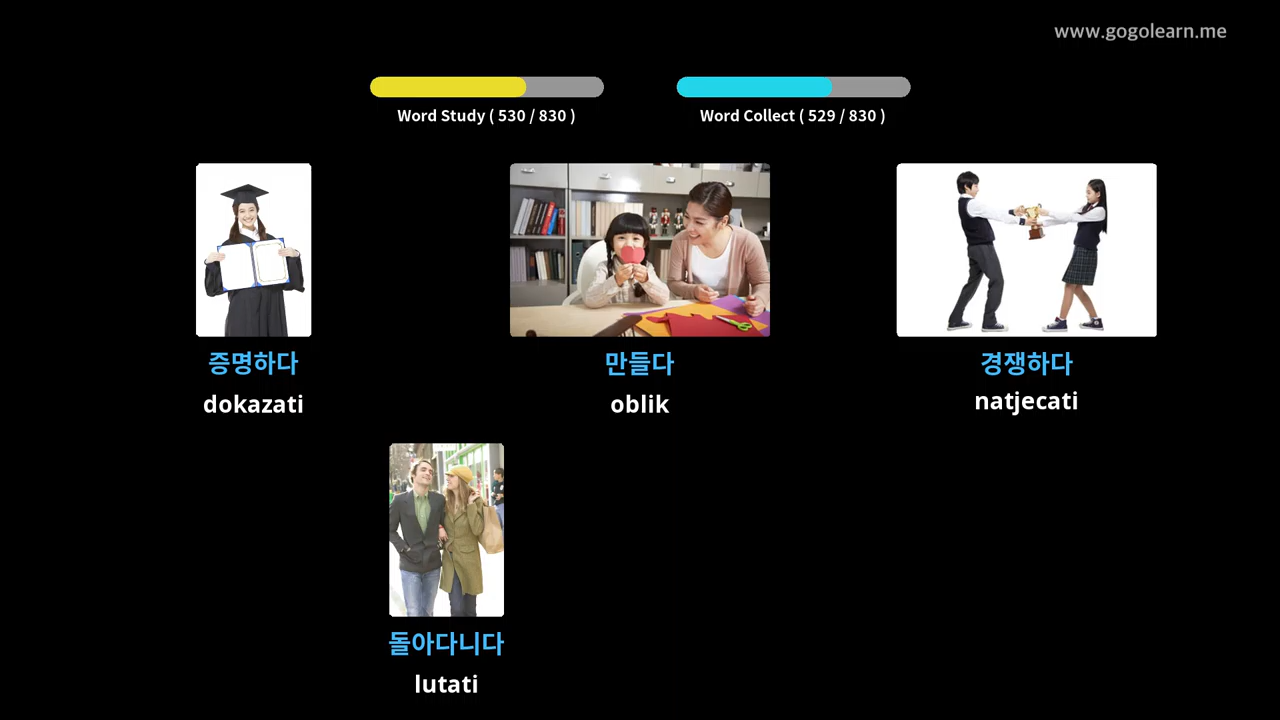 www.gogolearn.me
Word Study ( 530 / 830 )
Word Collect ( 529 / 830 )
증명하다
dokazati
만들다
oblik
경쟁하다
natjecati
돌아다니다
lutati